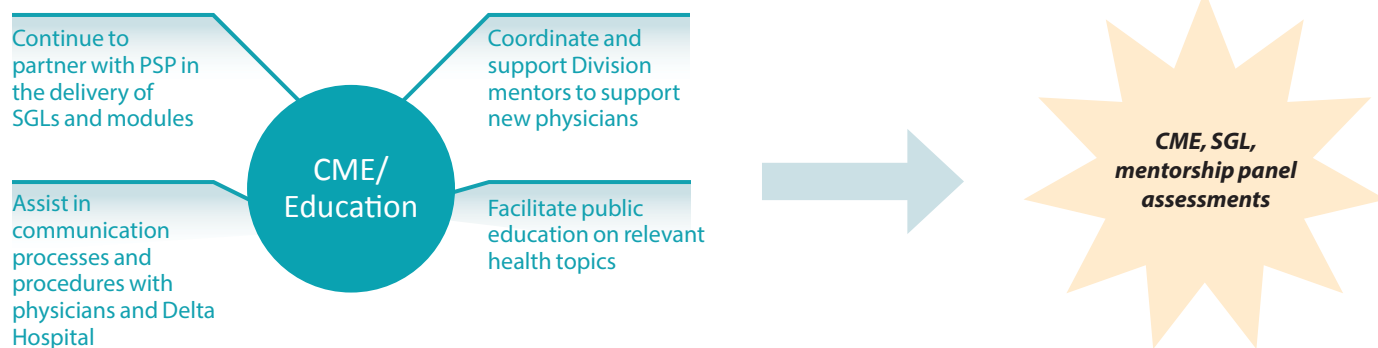 Continue to
partner with PSP in
the delivery of
SGLs and modules
Coordinate and
support Division
mentors to support
new physicians
CME/
Education
Assist in
communication
processes and
procedures with
physicians and Delta
Hospital
Facilitate public
education on relevant
health topics
CME, SGL,
mentorship panel
assessments